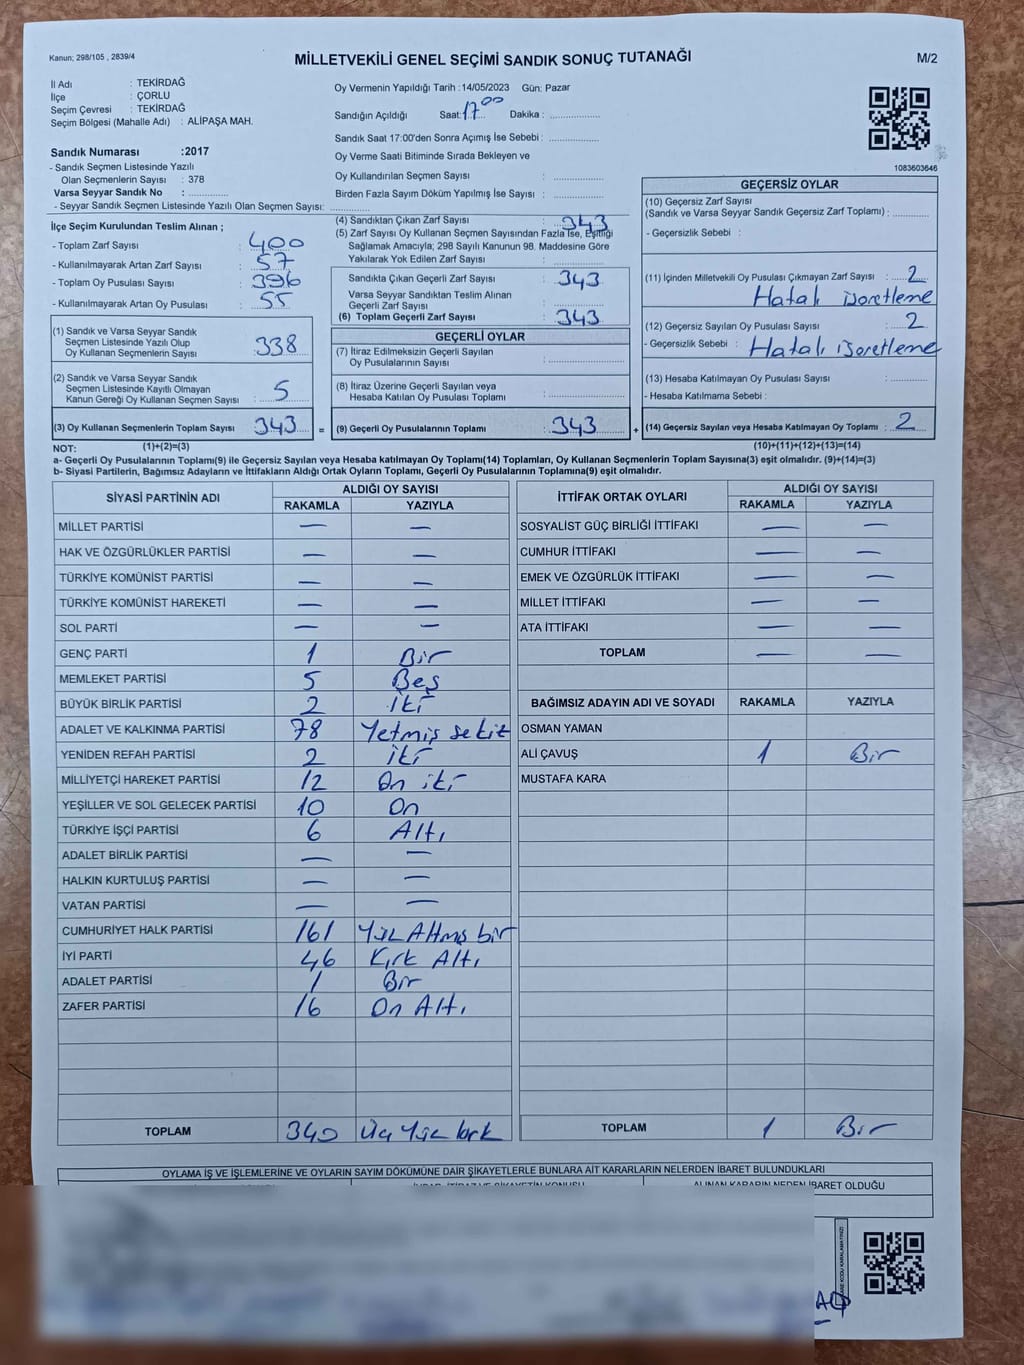 Kanun; 298/105 , 2839/4
MİLLETVEKİLİ GENEL SEÇİMİ SANDIK SONUÇ TUTANAĞI
M/2
İl Adı : TEKİRDAĞ
İlçe : ÇORLU
Seçim Çevresi : TEKİRDAĞ
Seçim Bölgesi (Mahalle Adı) : ALİPAŞA MAH.
Sandık Numarası :2017
- Sandık Seçmen Listesinde Yazılı
Olan Seçmenlerin Sayısı : 378
Varsa Seyyar Sandık No :
- Seyyar Sandık Seçmen Listesinde Yazılı Olan Seçmen Sayısı:
Oy Vermenin Yapıldığı Tarih :14/05/2023 Gün: Pazar
Sandığın Açıldığı Saat: 17 00 Dakika :
Sandık Saat 17:00'den Sonra Açımış İse Sebebi :
Oy Verme Saati Bitiminde Sırada Bekleyen ve
Oy Kullandırılan Seçmen Sayısı :
Birden Fazla Sayım Döküm Yapılmış İse Sayısı :
1083603646
İlçe Seçim Kurulundan Teslim Alınan ;
- Toplam Zarf Sayısı : 400
- Kullanılmayarak Artan Zarf Sayısı : 57
- Toplam Oy Pusulası Sayısı : 396
- Kullanılmayarak Artan Oy Pusulası : 55
(1) Sandık ve Varsa Seyyar Sandık
Seçmen Listesinde Yazılı Olup
Oy Kullanan Seçmenlerin Sayısı : 338
(2) Sandık ve Varsa Seyyar Sandık
Seçmen Listesinde Kayıtlı Olmayan
Kanun Gereği Oy Kullanan Seçmen Sayısı : 5
(3) Oy Kullanan Seçmenlerin Toplam Sayısı : 343 =
(4) Sandıktan Çıkan Zarf Sayısı : 343
(5) Zarf Sayısı Oy Kullanan Seçmen Sayısından Fazla İse, Eşitliği
Sağlamak Amacıyla; 298 Sayılı Kanunun 98. Maddesine Göre
Yakılarak Yok Edilen Zarf Sayısı :
Sandıkta Çıkan Geçerli Zarf Sayısı : 343
Varsa Seyyar Sandıktan Teslim Alınan
Geçerli Zarf Sayısı :
(6) Toplam Geçerli Zarf Sayısı : 343
GEÇERLİ OYLAR
(7) İtiraz Edilmeksizin Geçerli Sayılan
Oy Pusulalarının Sayısı :
(8) İtiraz Üzerine Geçerli Sayılan veya
Hesaba Katılan Oy Pusulası Toplamı :
(9) Geçerli Oy Pusulalarının Toplamı : 343 +
GEÇERSİZ OYLAR
(10) Geçersiz Zarf Sayısı
(Sandık ve Varsa Seyyar Sandık Geçersiz Zarf Toplamı) :
- Geçersizlik Sebebi :
(11) İçinden Milletvekili Oy Pusulası Çıkmayan Zarf Sayısı : 2
Hatalı işaretleme
(12) Geçersiz Sayılan Oy Pusulası Sayısı : 2
- Geçersizlik Sebebi : Hatalı işaretleme
(13) Hesaba Katılmayan Oy Pusulası Sayısı :
- Hesaba Katılmama Sebebi :
(14) Geçersiz Sayılan veya Hesaba Katılmayan Oy Toplamı : 2
NOT: (1)+(2)=(3) (10)+(11)+(12)+(13)=(14)
a- Geçerli Oy Pusulalarının Toplamı(9) ile Geçersiz Sayılan veya Hesaba Katılmayan Oy Toplamı(14) Toplamları, Oy Kullanan Seçmenlerin Toplam Sayısına(3) eşit olmalıdır. (9)+(14)=(3)
b- Siyasi Partilerin, Bağımsız Adayların ve İttifakların Aldığı Ortak Oyların Toplamı, Geçerli Oy Pusulalarının Toplamına(9) eşit olmalıdır.
SİYASİ PARTİNİN ADI ALDIĞI OY SAYISI
RAKAMLA YAZIYLA
MİLLET PARTİSİ — —
HAK VE ÖZGÜRLÜKLER PARTİSİ — —
TÜRKİYE KOMÜNİST PARTİSİ — —
TÜRKİYE KOMÜNİST HAREKETİ — —
SOL PARTİ — —
GENÇ PARTİ 1 Bir
MEMLEKET PARTİSİ 5 Beş
BÜYÜK BİRLİK PARTİSİ 2 İki
ADALET VE KALKINMA PARTİSİ 78 Yetmiş sekiz
YENİDEN REFAH PARTİSİ 2 iki
MİLLİYETÇİ HAREKET PARTİSİ 12 On iki
YEŞİLLER VE SOL GELECEK PARTİSİ 10 On
TÜRKİYE İŞÇİ PARTİSİ 6 Altı
ADALET BİRLİK PARTİSİ — —
HALKIN KURTULUŞ PARTİSİ — —
VATAN PARTİSİ — —
CUMHURİYET HALK PARTİSİ 161 Yüz Altmış bir
İYİ PARTİ 46 Kırk Altı
ADALET PARTİSİ 1 Bir
ZAFER PARTİSİ 16 On Altı
TOPLAM 340 Üç Yüz kırk
İTTİFAK ORTAK OYLARI ALDIĞI OY SAYISI
RAKAMLA YAZIYLA
SOSYALİST GÜÇ BİRLİĞİ İTTİFAKI — —
CUMHUR İTTİFAKI — —
EMEK VE ÖZGÜRLÜK İTTİFAKI — —
MİLLET İTTİFAKI — —
ATA İTTİFAKI — —
TOPLAM — —
BAĞIMSIZ ADAYIN ADI VE SOYADI RAKAMLA YAZIYLA
OSMAN YAMAN
ALİ ÇAVUŞ 1 Bir
MUSTAFA KARA
TOPLAM 1 Bir
OYLAMA İŞ VE İŞLEMLERİNE VE OYLARIN SAYIM DÖKÜMÜNE DAİR ŞİKAYETLERLE BUNLARA AİT KARARLARIN NELERDEN İBARET BULUNDUKLARI
ALINAN KARARIN NEDEN İBARET OLDUĞU